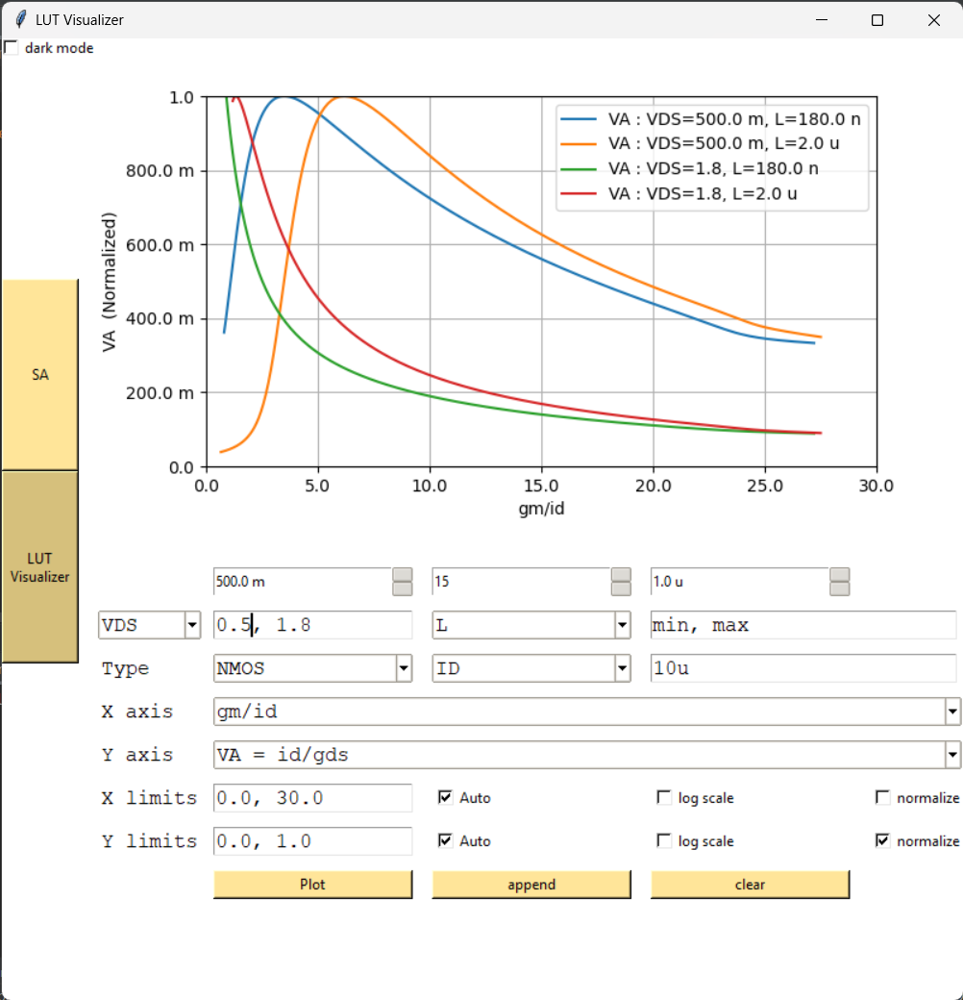 LUT Visualizer
dark mode
VA : VDS=500.0 m, L=180.0 n
VA : VDS=500.0 m, L=2.0 u
VA : VDS=1.8, L=180.0 n
VA : VDS=1.8, L=2.0 u
1.0
800.0 m
600.0 m
400.0 m
200.0 m
0.0
VA (Normalized)
0.0 5.0 10.0 15.0 20.0 25.0 30.0
gm/id
SA
LUT
Visualizer
500.0 m 15 1.0 u
VDS 0.5, 1.8 L min, max
Type NMOS ID 10u
X axis gm/id
Y axis VA = id/gds
X limits 0.0, 30.0 Auto log scale normalize
Y limits 0.0, 1.0 Auto log scale normalize
Plot append clear